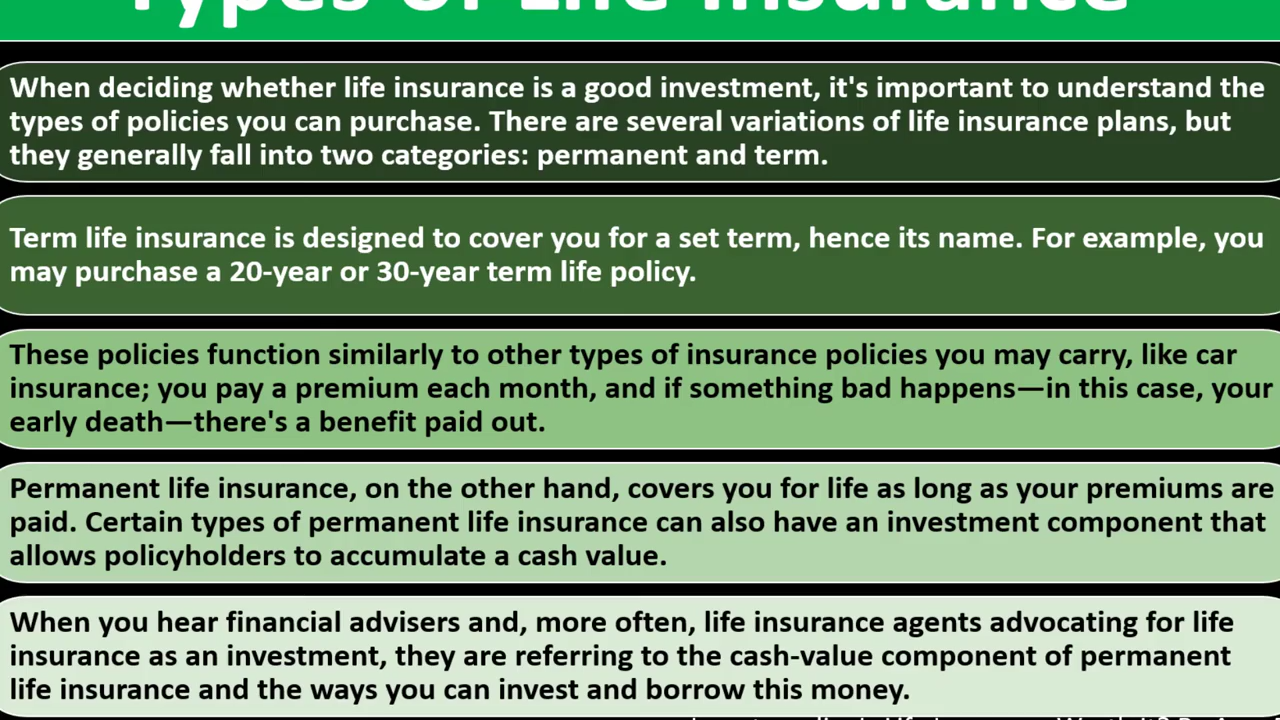 Types of Life Insurance
When deciding whether life insurance is a good investment, it's important to understand the
types of policies you can purchase. There are several variations of life insurance plans, but
they generally fall into two categories: permanent and term.
Term life insurance is designed to cover you for a set term, hence its name. For example, you
may purchase a 20-year or 30-year term life policy.
These policies function similarly to other types of insurance policies you may carry, like car
insurance; you pay a premium each month, and if something bad happens—in this case, your
early death—there's a benefit paid out.
Permanent life insurance, on the other hand, covers you for life as long as your premiums are
paid. Certain types of permanent life insurance can also have an investment component that
allows policyholders to accumulate a cash value.
When you hear financial advisers and, more often, life insurance agents advocating for life
insurance as an investment, they are referring to the cash-value component of permanent
life insurance and the ways you can invest and borrow this money.